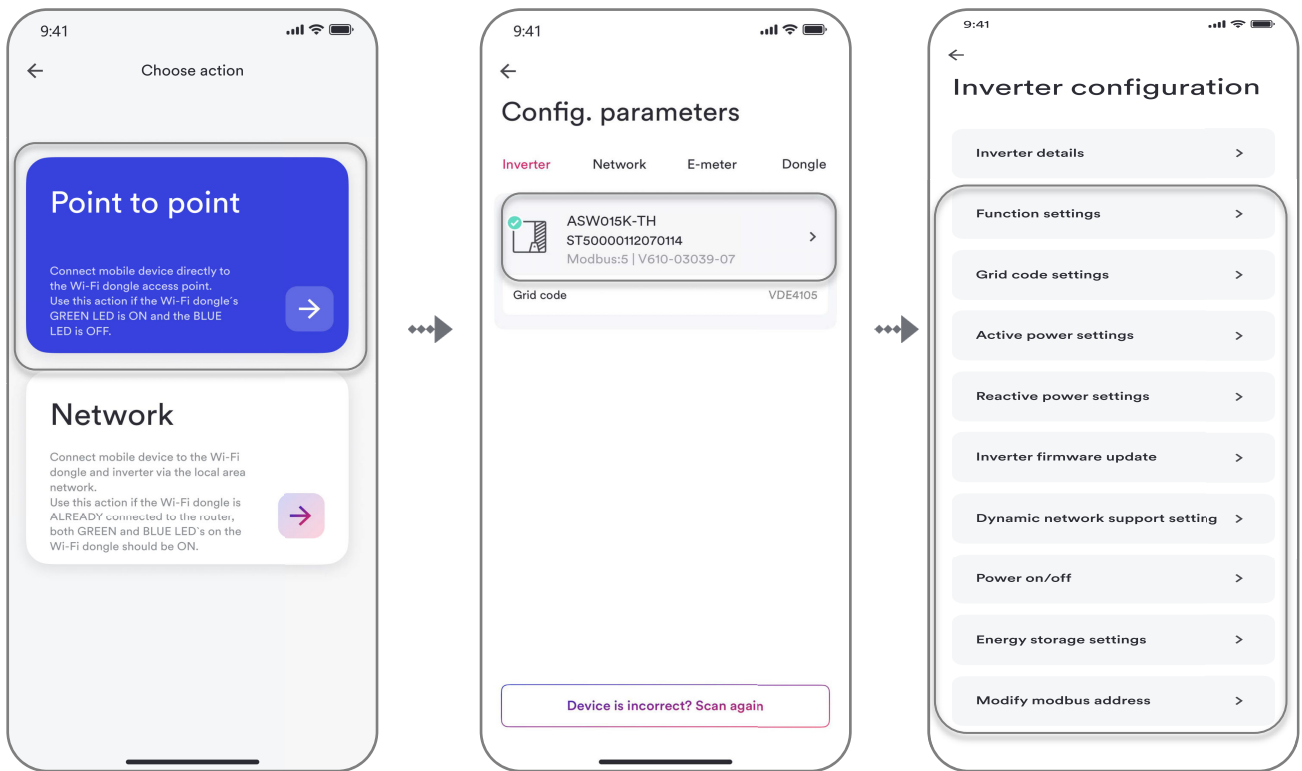 9:41
Choose action
Point to point
Connect mobile device directly to
the Wi-Fi dongle access point.
Use this action if the Wi-Fi dongle´s
GREEN LED is ON and the BLUE
LED is OFF.
Network
Connect mobile device to the Wi-Fi
dongle and inverter via the local area
network.
Use this action if the Wi-Fi dongle is
ALREADY connected to the router,
both GREEN and BLUE LED`s on the
Wi-Fi dongle should be ON.
9:41
Config. parameters
Inverter Network E-meter Dongle
ASW015K-TH
ST50000112070114
Modbus:5 | V610-03039-07
Grid code VDE4105
Device is incorrect? Scan again
9:41
Inverter configuration
Inverter details
Function settings
Grid code settings
Active power settings
Reactive power settings
Inverter firmware update
Dynamic network support setting
Power on/off
Energy storage settings
Modify modbus address